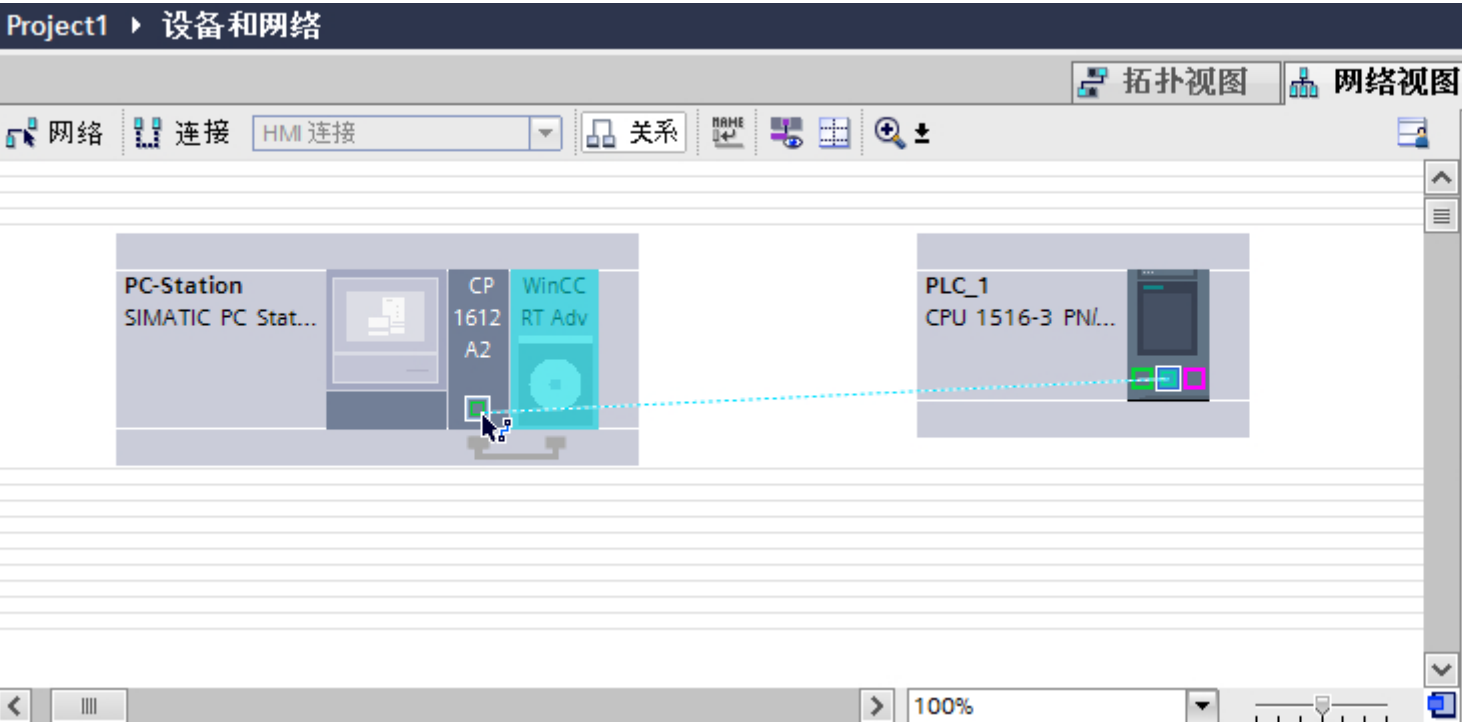 Project1 ▸ 设备和网络
拓扑视图
网络视图
网络
连接
HMI 连接
关系
NAME
PC-Station
SIMATIC PC Stat...
CP
1612
A2
WinCC
RT Adv
PLC_1
CPU 1516-3 PN/...
100%